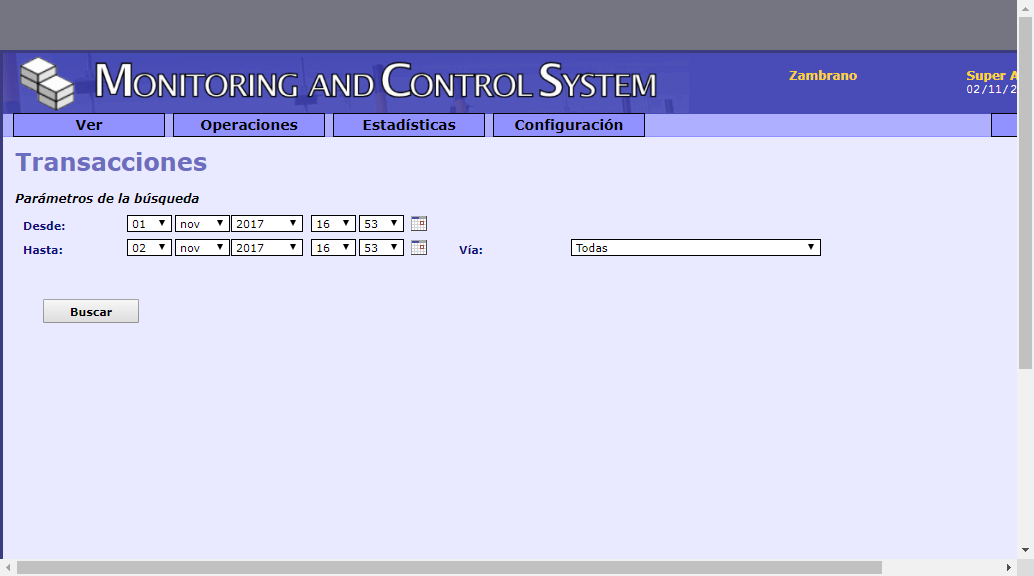 MONITORING AND CONTROL SYSTEM
Zambrano
Super A
02/11/2
Ver Operaciones Estadísticas Configuración
Transacciones
Parámetros de la búsqueda
Desde: 01 nov 2017 16 53
Hasta: 02 nov 2017 16 53 Vía: Todas
Buscar